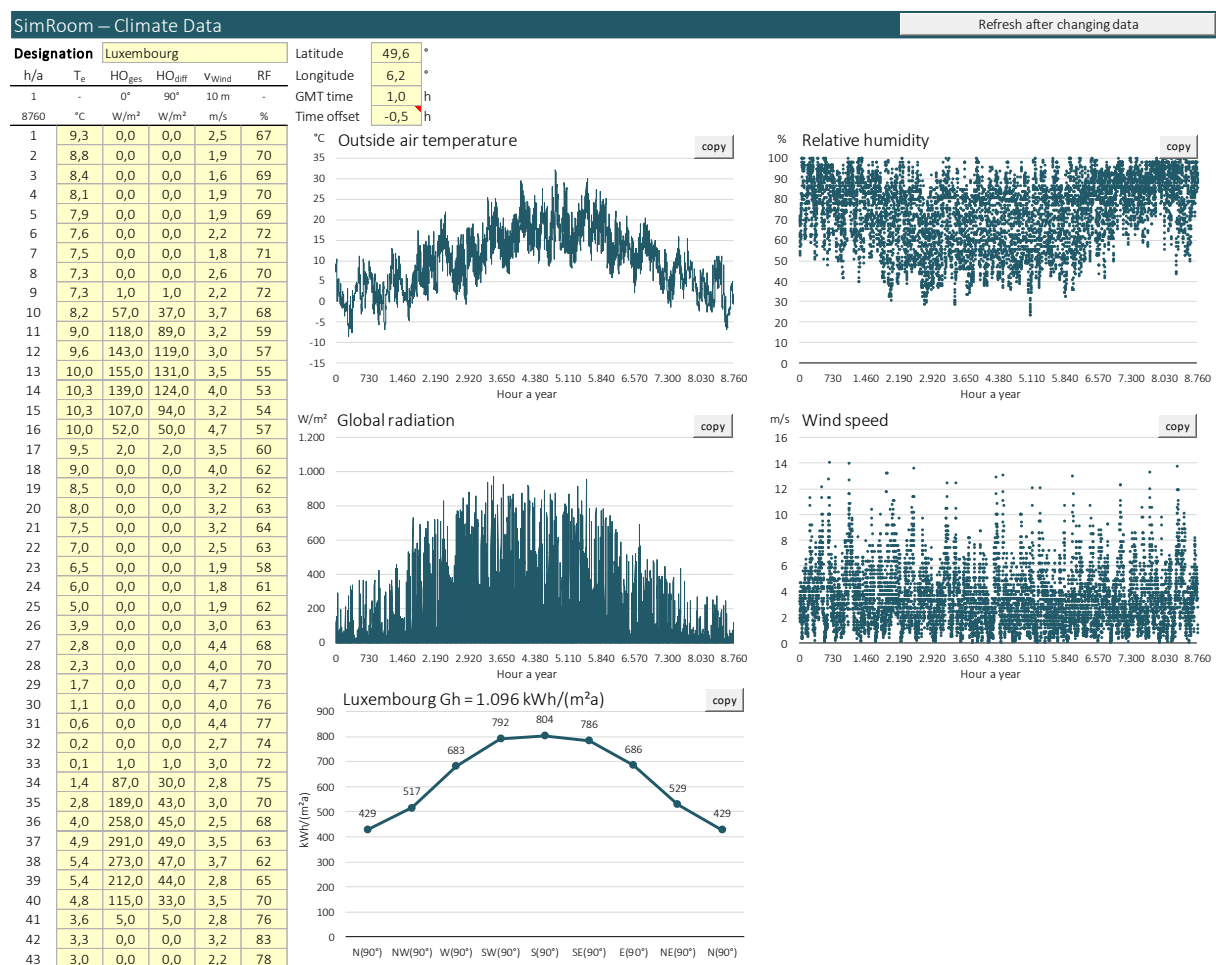 SimRoom – Climate Data
Refresh after changing data
Designation Luxembourg
Latitude 49,6 °
Longitude 6,2 °
GMT time 1,0 h
Time offset -0,5 h
h/a Te HOges HOdiff vWind RF
1 - 0° 90° 10 m -
8760 °C W/m² W/m² m/s %
1 9,3 0,0 0,0 2,5 67
2 8,8 0,0 0,0 1,9 70
3 8,4 0,0 0,0 1,6 69
4 8,1 0,0 0,0 1,9 70
5 7,9 0,0 0,0 1,9 69
6 7,6 0,0 0,0 2,2 72
7 7,5 0,0 0,0 1,8 71
8 7,3 0,0 0,0 2,6 70
9 7,3 1,0 1,0 2,2 72
10 8,2 57,0 37,0 3,7 68
11 9,0 118,0 89,0 3,2 59
12 9,6 143,0 119,0 3,0 57
13 10,0 155,0 131,0 3,5 55
14 10,3 139,0 124,0 4,0 53
15 10,3 107,0 94,0 3,2 54
16 10,0 52,0 50,0 4,7 57
17 9,5 2,0 2,0 3,5 60
18 9,0 0,0 0,0 4,0 62
19 8,5 0,0 0,0 3,2 62
20 8,0 0,0 0,0 3,2 63
21 7,5 0,0 0,0 3,2 64
22 7,0 0,0 0,0 2,5 63
23 6,5 0,0 0,0 1,9 58
24 6,0 0,0 0,0 1,8 61
25 5,0 0,0 0,0 1,9 62
26 3,9 0,0 0,0 3,0 63
27 2,8 0,0 0,0 4,4 68
28 2,3 0,0 0,0 4,0 70
29 1,7 0,0 0,0 4,7 73
30 1,1 0,0 0,0 4,0 76
31 0,6 0,0 0,0 4,4 77
32 0,2 0,0 0,0 2,7 74
33 0,1 1,0 1,0 3,0 72
34 1,4 87,0 30,0 2,8 75
35 2,8 189,0 43,0 3,0 70
36 4,0 258,0 45,0 2,5 68
37 4,9 291,0 49,0 3,5 63
38 5,4 273,0 47,0 3,7 62
39 5,4 212,0 44,0 2,8 65
40 4,8 115,0 33,0 3,5 70
41 3,6 5,0 5,0 2,8 76
42 3,3 0,0 0,0 3,2 83
43 3,0 0,0 0,0 2,2 78
°C Outside air temperature copy
35
30
25
20
15
10
5
0
-5
-10
-15
0 730 1.460 2.190 2.920 3.650 4.380 5.110 5.840 6.570 7.300 8.030 8.760
Hour a year
% Relative humidity copy
100
90
80
70
60
50
40
30
20
10
0
0 730 1.460 2.190 2.920 3.650 4.380 5.110 5.840 6.570 7.300 8.030 8.760
Hour a year
W/m² Global radiation copy
1.200
1.000
800
600
400
200
0
0 730 1.460 2.190 2.920 3.650 4.380 5.110 5.840 6.570 7.300 8.030 8.760
Hour a year
m/s Wind speed copy
16
14
12
10
8
6
4
2
0
0 730 1.460 2.190 2.920 3.650 4.380 5.110 5.840 6.570 7.300 8.030 8.760
Hour a year
Luxembourg Gh = 1.096 kWh/(m²a) copy
kWh/(m²a)
900
800
700
600
500
400
300
200
100
0
429 517 683 792 804 786 686 529 429
N(90°) NW(90°) W(90°) SW(90°) S(90°) SE(90°) E(90°) NE(90°) N(90°)